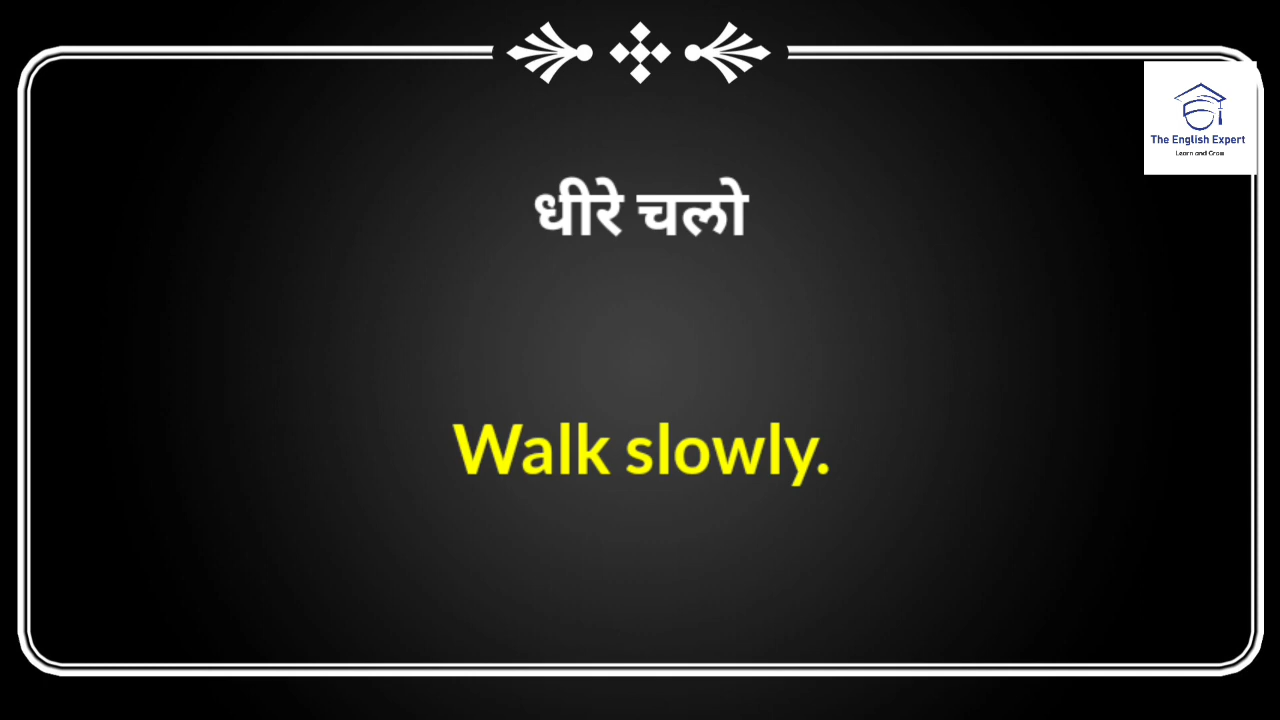 The English Expert
Learn and Grow
धीरे चलो
Walk slowly.